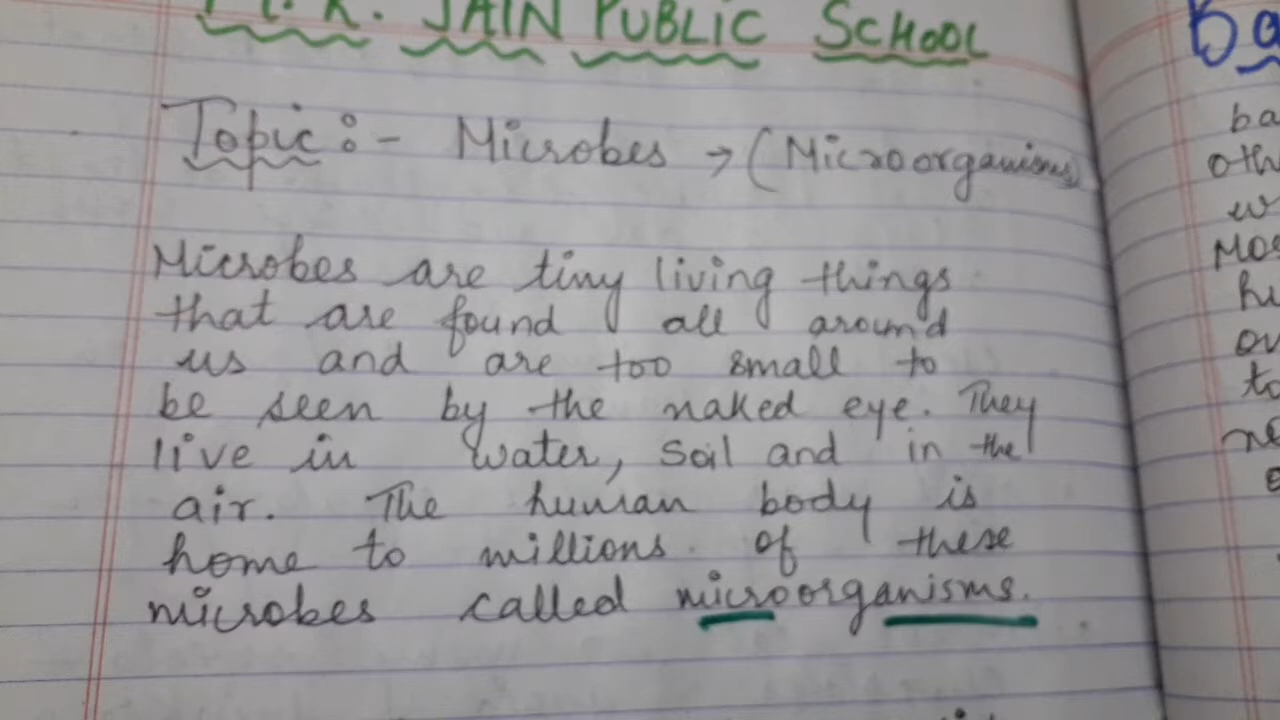 K. JAIN PUBLIC SCHOOL
Topic :- Microbes → (Microorganisms)
Microbes are tiny living things
that are found all around
us and are too small to
be seen by the naked eye. They
live in water, soil and in the
air. The human body is
home to millions of these
microbes called microorganisms.